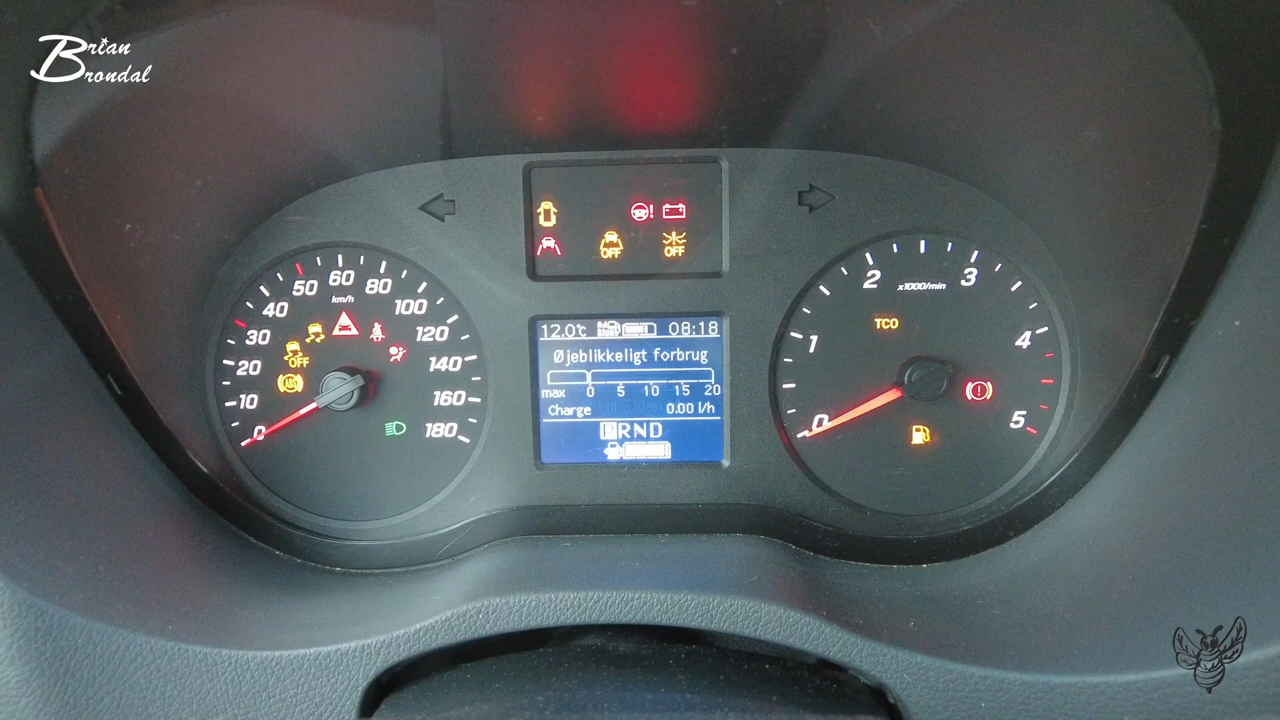 Brian
Brondal
60
50
80
km/h
40
100
30
120
20
OFF
140
ABS
10
160
0
180
OFF
OFF
12.0°c
08:18
Øjeblikkeligt forbrug
max 0 5 10 15 20
Charge 0.00 l/h
PRND
2
3
x1000/min
TCO
1
4
0
5